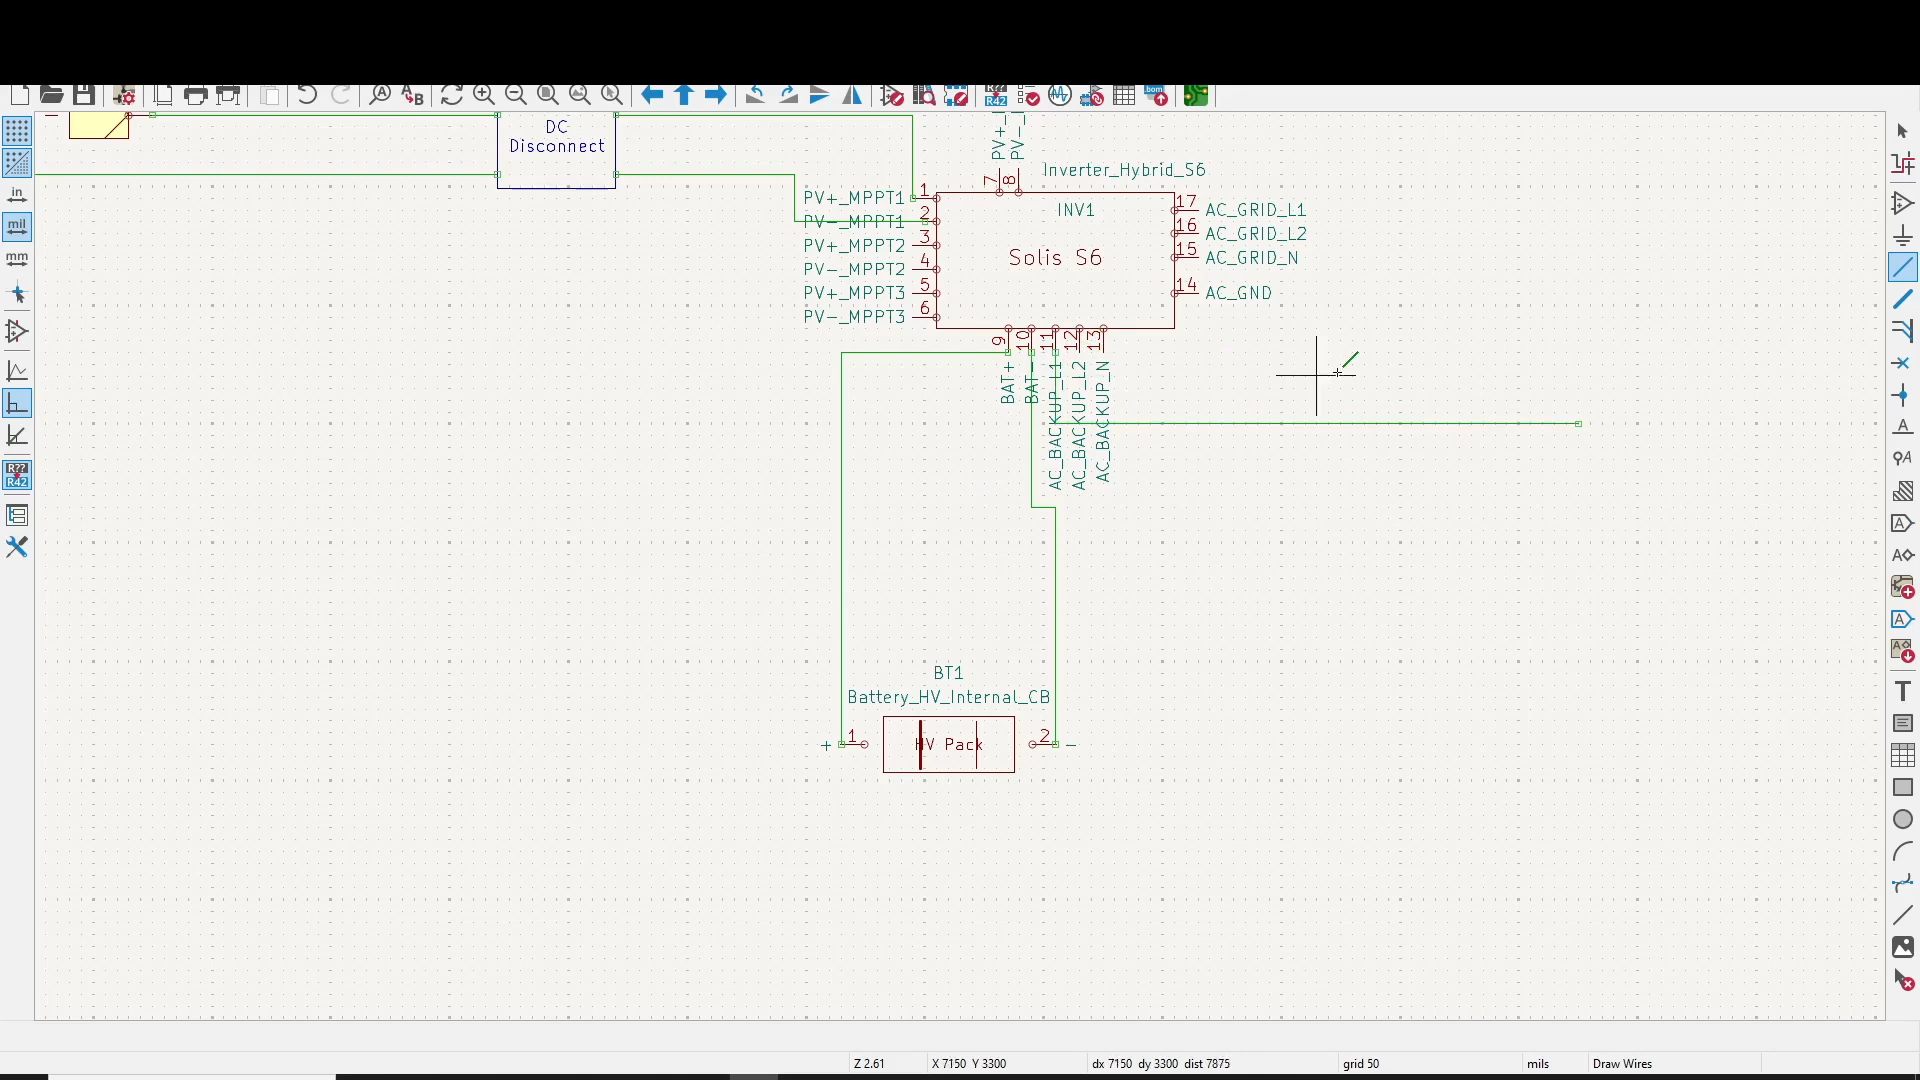 DC
Disconnect
PV+_
PV-_
7
8
Inverter_Hybrid_S6
INV1
Solis S6
PV+_MPPT1 1
PV-_MPPT1 2
PV+_MPPT2 3
PV-_MPPT2 4
PV+_MPPT3 5
PV-_MPPT3 6
17 AC_GRID_L1
16 AC_GRID_L2
15 AC_GRID_N
14 AC_GND
9
10
11
12
13
BAT+
BAT-
AC_BACKUP_L1
AC_BACKUP_L2
AC_BACKUP_N
BT1
Battery_HV_Internal_CB
+ 1 HV Pack 2 -
in
mil
mm
R??
R42
R??
R42
bom
A
A
B
A
A
A
A
A
A
T
Z 2.61
X 7150 Y 3300
dx 7150 dy 3300 dist 7875
grid 50
mils
Draw Wires